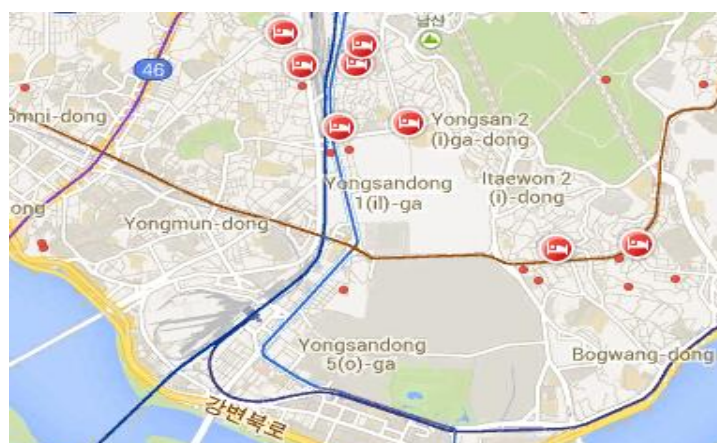 남산
46
omni-dong
Yongsan 2
(i)ga-dong
Yongsandong
1(il)-ga
Itaewon 2
(i)-dong
ong
Yongmun-dong
Yongsandong
5(o)-ga
Bogwang-dong
강변북로